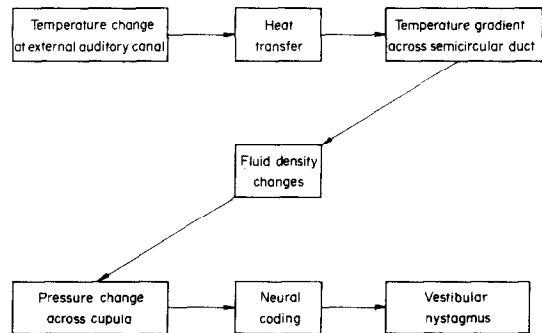 Temperature change
at external auditory canal
Heat
transfer
Temperature gradient
across semicircular duct
Fluid density
changes
Pressure change
across cupula
Neural
coding
Vestibular
nystagmus